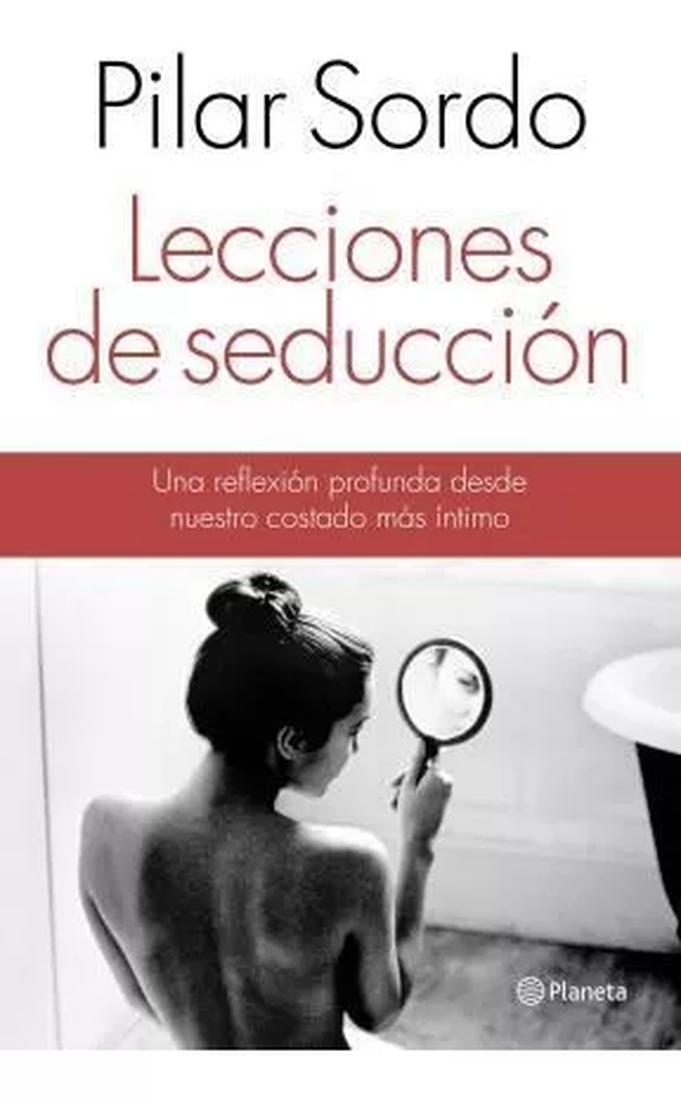 Pilar Sordo
Lecciones
de seducción
Una reflexión profunda desde
nuestro costado más íntimo
Planeta